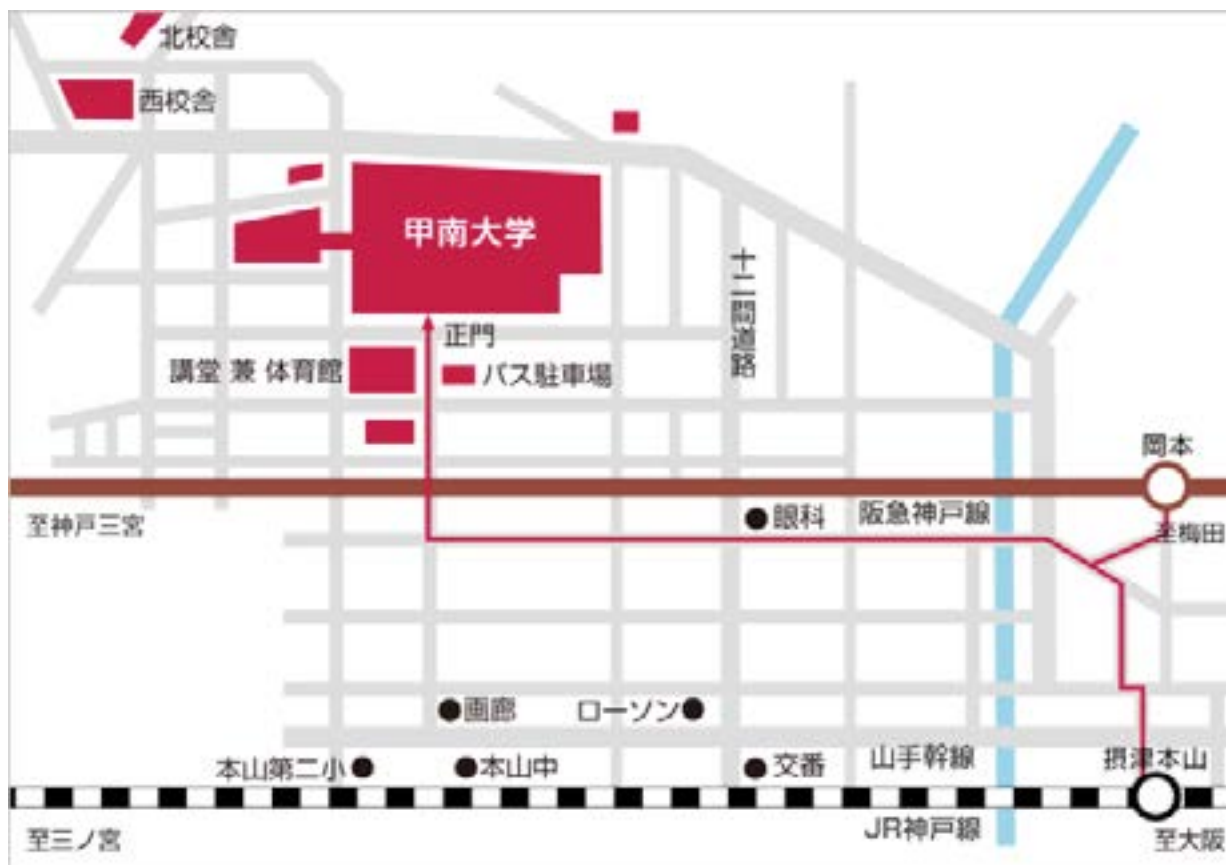 北校舎
西校舎
甲南大学
十二間道路
正門
講堂 兼 体育館
バス駐車場
岡本
至神戸三宮
眼科
阪急神戸線
至梅田
画廊
ローソン
本山第二小
本山中
交番
山手幹線
摂津本山
至三ノ宮
JR神戸線
至大阪